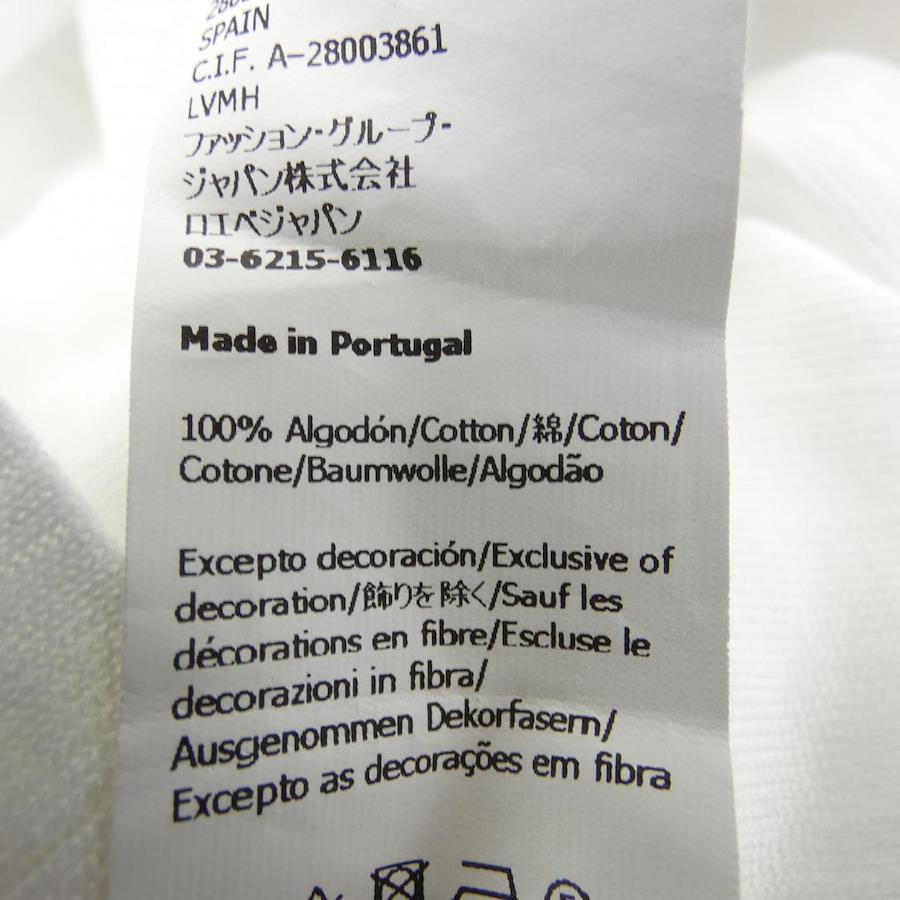 SPAIN
C.I.F. A-28003861
LVMH
ファッション・グループ・
ジャパン株式会社
ロエベジャパン
03-6215-6116
Made in Portugal
100% Algodón/Cotton/綿/Coton/
Cotone/Baumwolle/Algodão
Excepto decoración/Exclusive of
decoration/飾りを除く/Sauf les
décorations en fibre/Escluse le
decorazioni in fibra/
Ausgenommen Dekorfasern/
Excepto as decorações em fibra